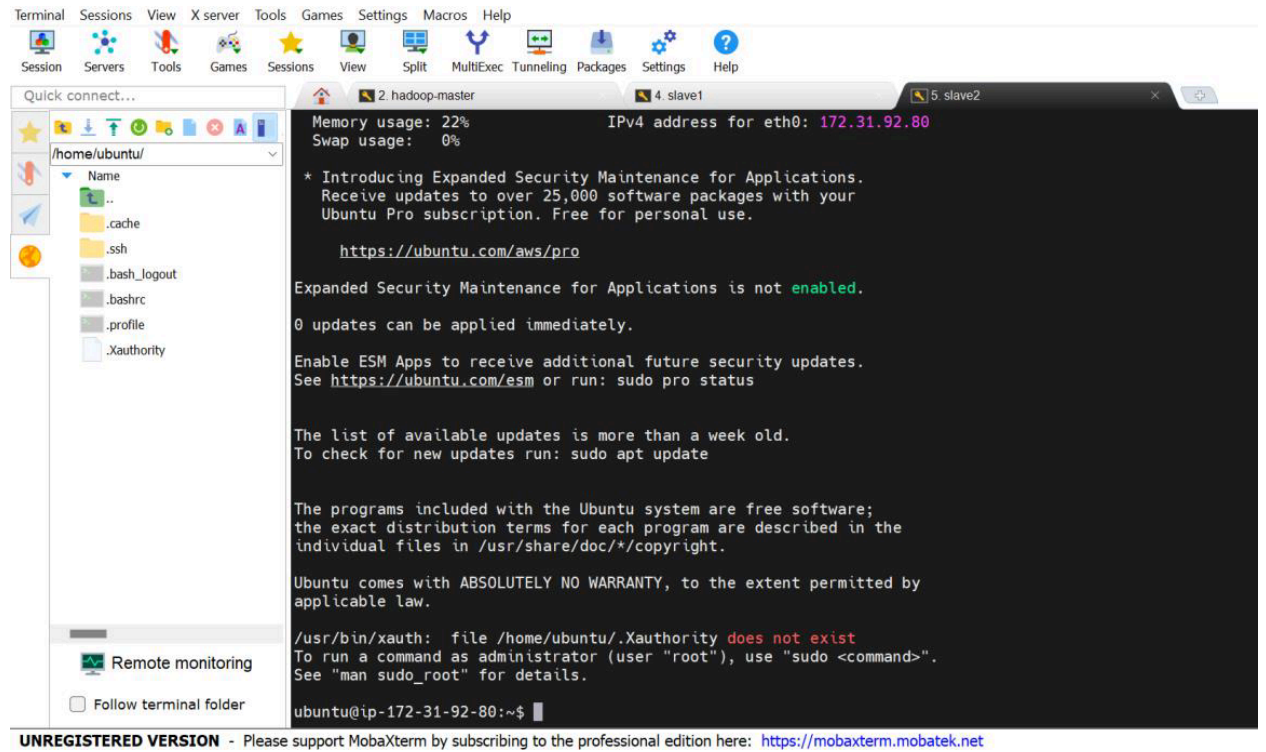 Terminal Sessions View X server Tools Games Settings Macros Help
Session Servers Tools Games Sessions View Split MultiExec Tunneling Packages Settings Help
Quick connect...
2. hadoop-master
4. slave1
5. slave2
/home/ubuntu/
Name
..
.cache
.ssh
.bash_logout
.bashrc
.profile
.Xauthority
Remote monitoring
Follow terminal folder
Memory usage: 22% IPv4 address for eth0: 172.31.92.80
Swap usage: 0%
* Introducing Expanded Security Maintenance for Applications.
Receive updates to over 25,000 software packages with your
Ubuntu Pro subscription. Free for personal use.
https://ubuntu.com/aws/pro
Expanded Security Maintenance for Applications is not enabled.
0 updates can be applied immediately.
Enable ESM Apps to receive additional future security updates.
See https://ubuntu.com/esm or run: sudo pro status
The list of available updates is more than a week old.
To check for new updates run: sudo apt update
The programs included with the Ubuntu system are free software;
the exact distribution terms for each program are described in the
individual files in /usr/share/doc/*/copyright.
Ubuntu comes with ABSOLUTELY NO WARRANTY, to the extent permitted by
applicable law.
/usr/bin/xauth: file /home/ubuntu/.Xauthority does not exist
To run a command as administrator (user "root"), use "sudo <command>".
See "man sudo_root" for details.
ubuntu@ip-172-31-92-80:~$
UNREGISTERED VERSION - Please support MobaXterm by subscribing to the professional edition here: https://mobaxterm.mobatek.net